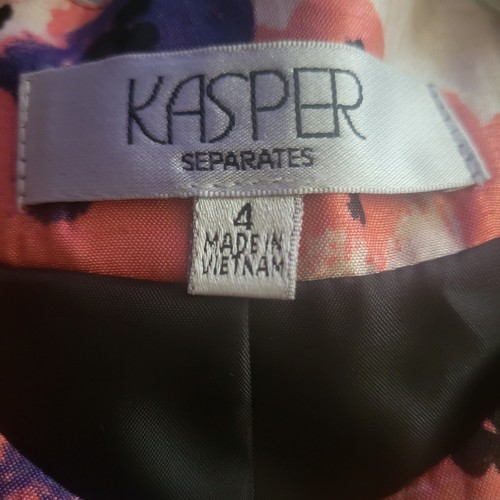 KASPER
SEPARATES
4
MADE IN
VIETNAM